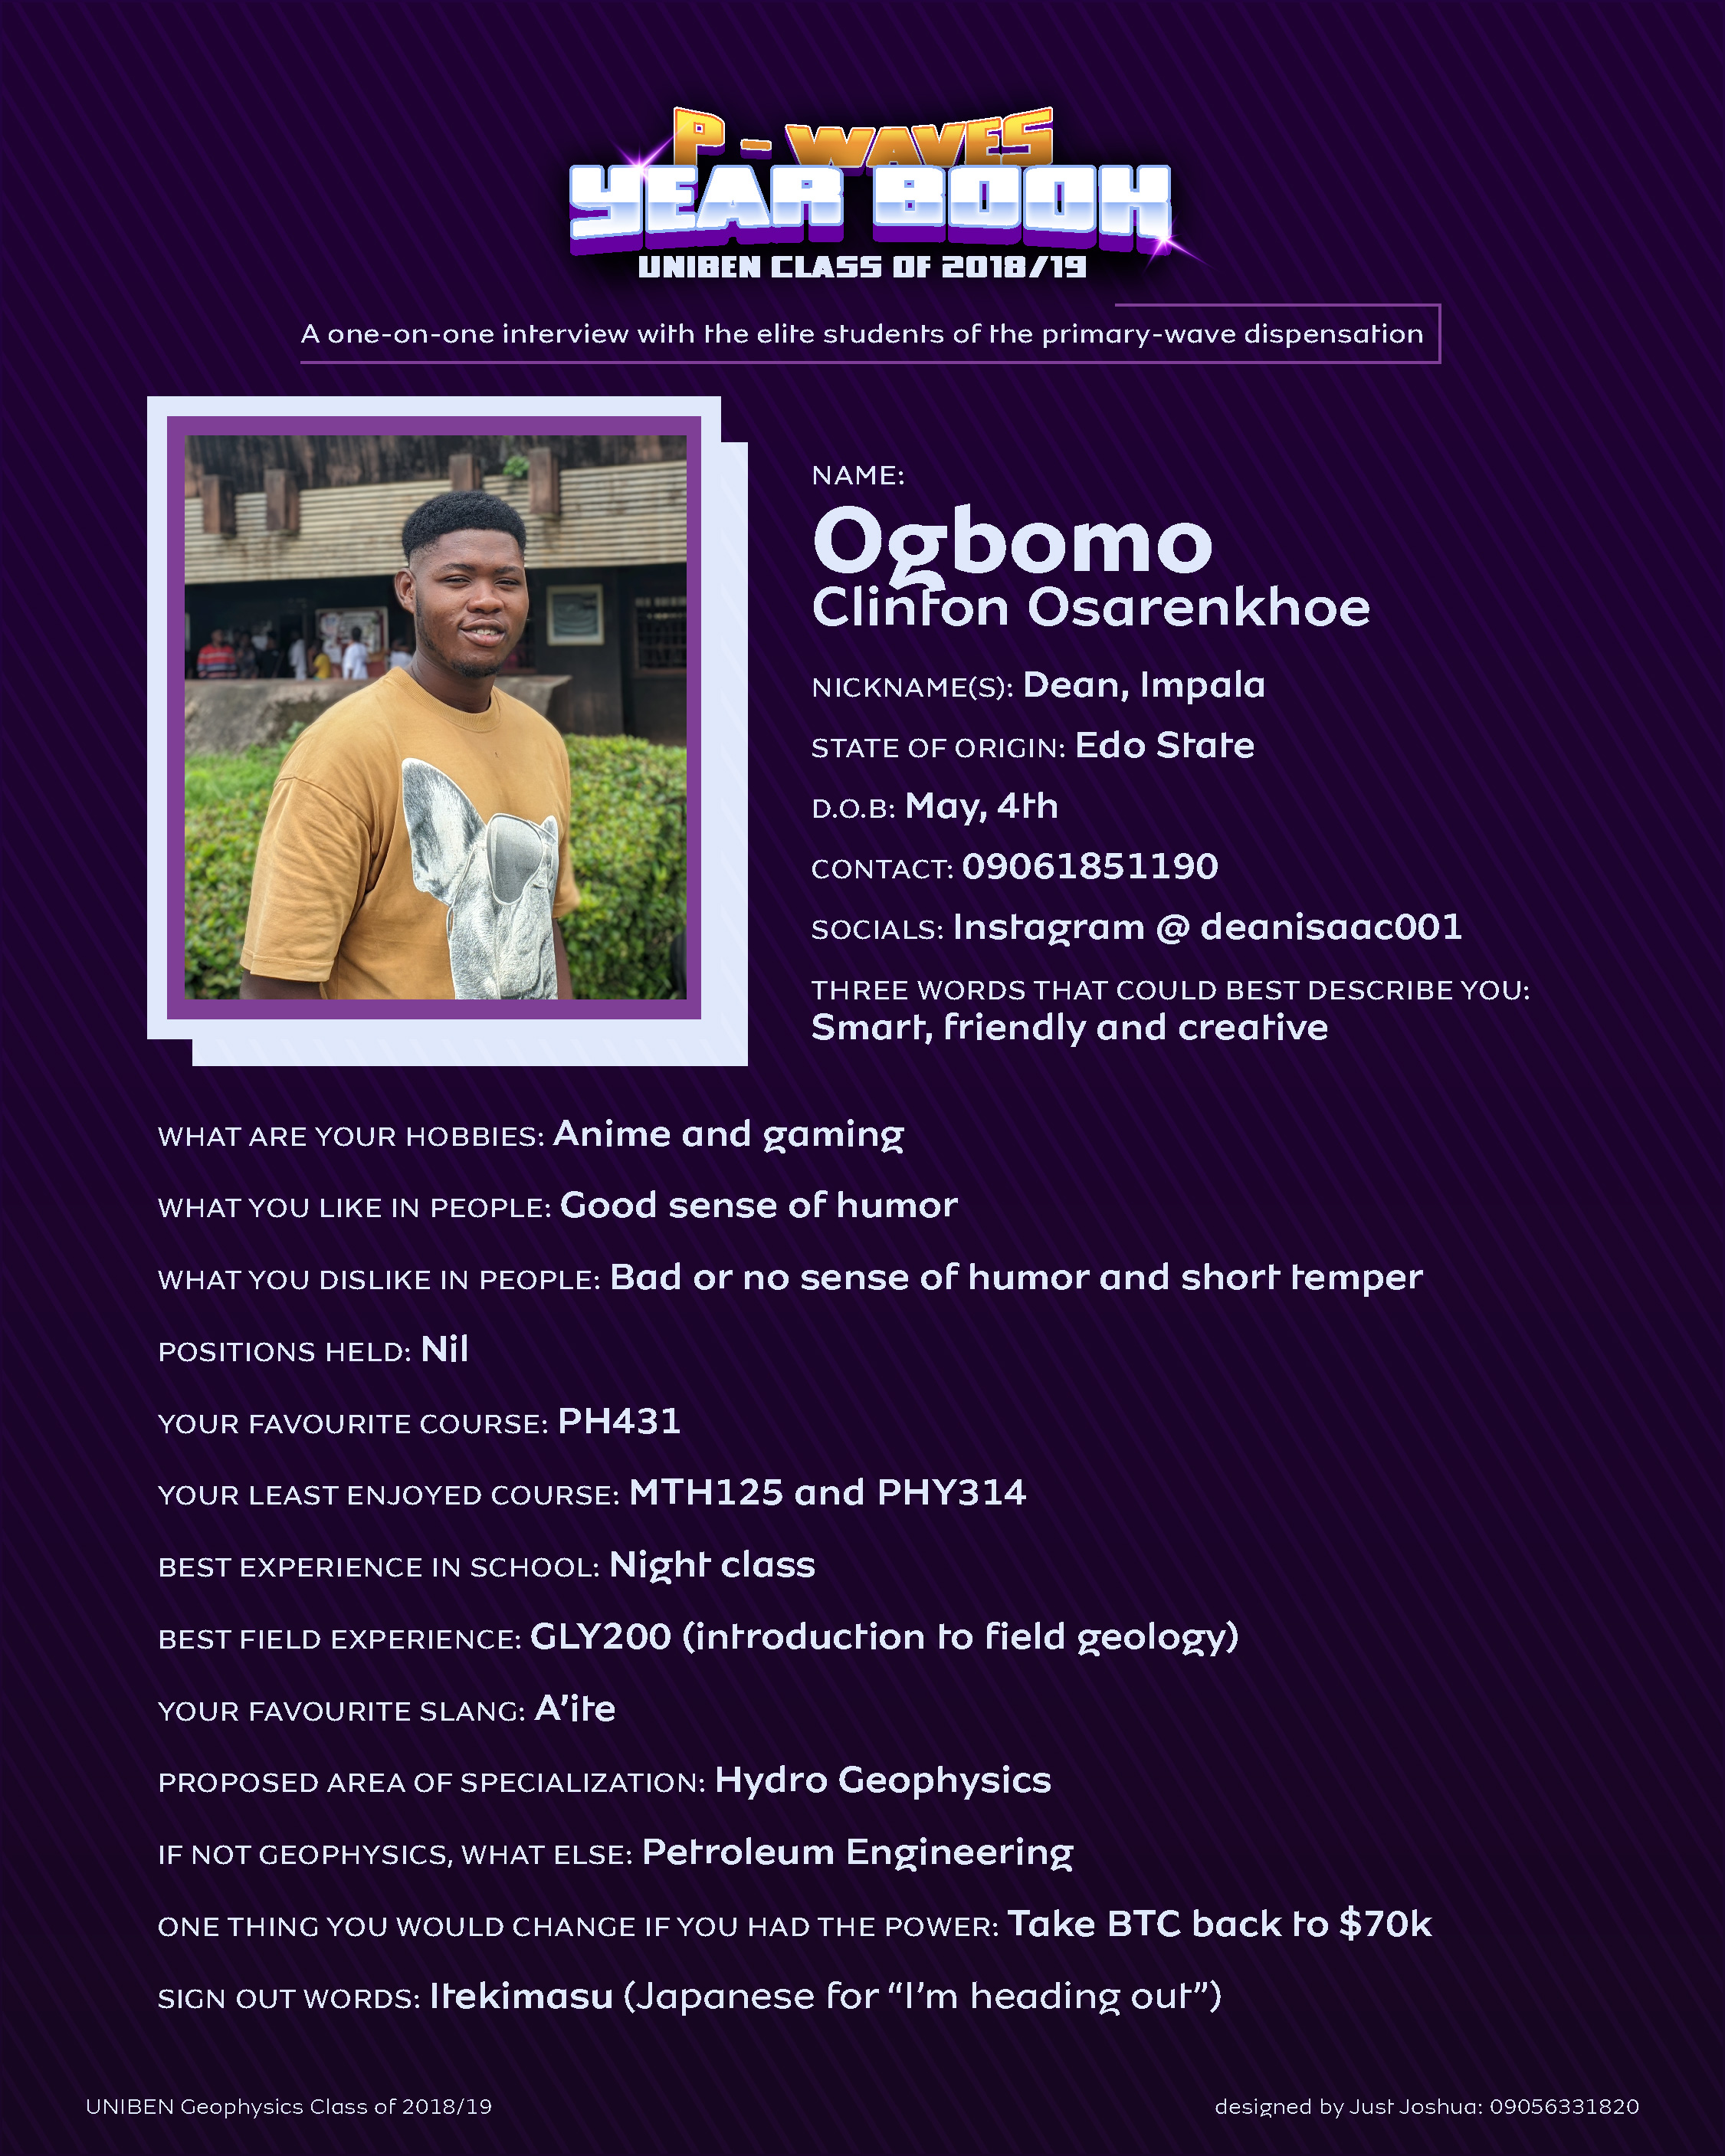 P - WAVES
YEAR BOOK
UNIBEN CLASS OF 2018/19
A one-on-one interview with the elite students of the primary-wave dispensation
NAME:
Ogbomo
Clinton Osarenkhoe
NICKNAME(S): Dean, Impala
STATE OF ORIGIN: Edo State
D.O.B: May, 4th
CONTACT: 09061851190
SOCIALS: Instagram @ deanisaac001
THREE WORDS THAT COULD BEST DESCRIBE YOU:
Smart, friendly and creative
WHAT ARE YOUR HOBBIES: Anime and gaming
WHAT YOU LIKE IN PEOPLE: Good sense of humor
WHAT YOU DISLIKE IN PEOPLE: Bad or no sense of humor and short temper
POSITIONS HELD: Nil
YOUR FAVOURITE COURSE: PH431
YOUR LEAST ENJOYED COURSE: MTH125 and PHY314
BEST EXPERIENCE IN SCHOOL: Night class
BEST FIELD EXPERIENCE: GLY200 (introduction to field geology)
YOUR FAVOURITE SLANG: A'ite
PROPOSED AREA OF SPECIALIZATION: Hydro Geophysics
IF NOT GEOPHYSICS, WHAT ELSE: Petroleum Engineering
ONE THING YOU WOULD CHANGE IF YOU HAD THE POWER: Take BTC back to $70k
SIGN OUT WORDS: Itekimasu (Japanese for “I’m heading out”)
UNIBEN Geophysics Class of 2018/19
designed by Just Joshua: 09056331820